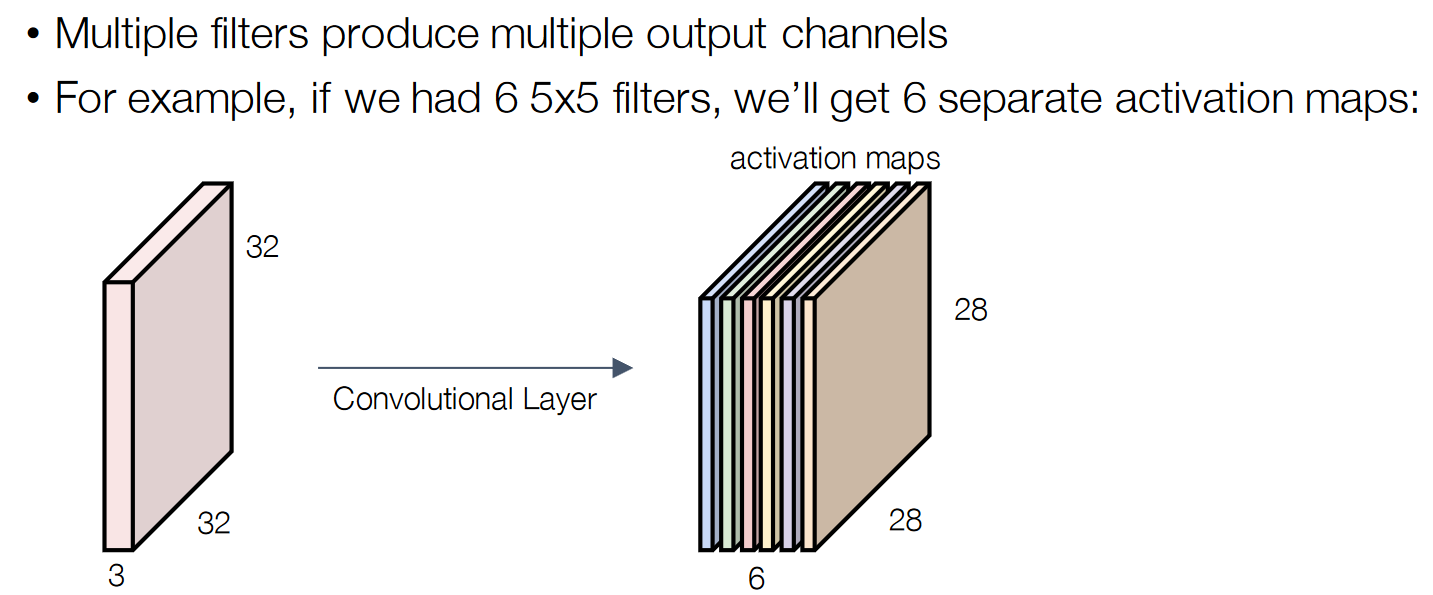 • Multiple filters produce multiple output channels
• For example, if we had 6 5x5 filters, we’ll get 6 separate activation maps:
activation maps
32
28
Convolutional Layer
32
28
3
6